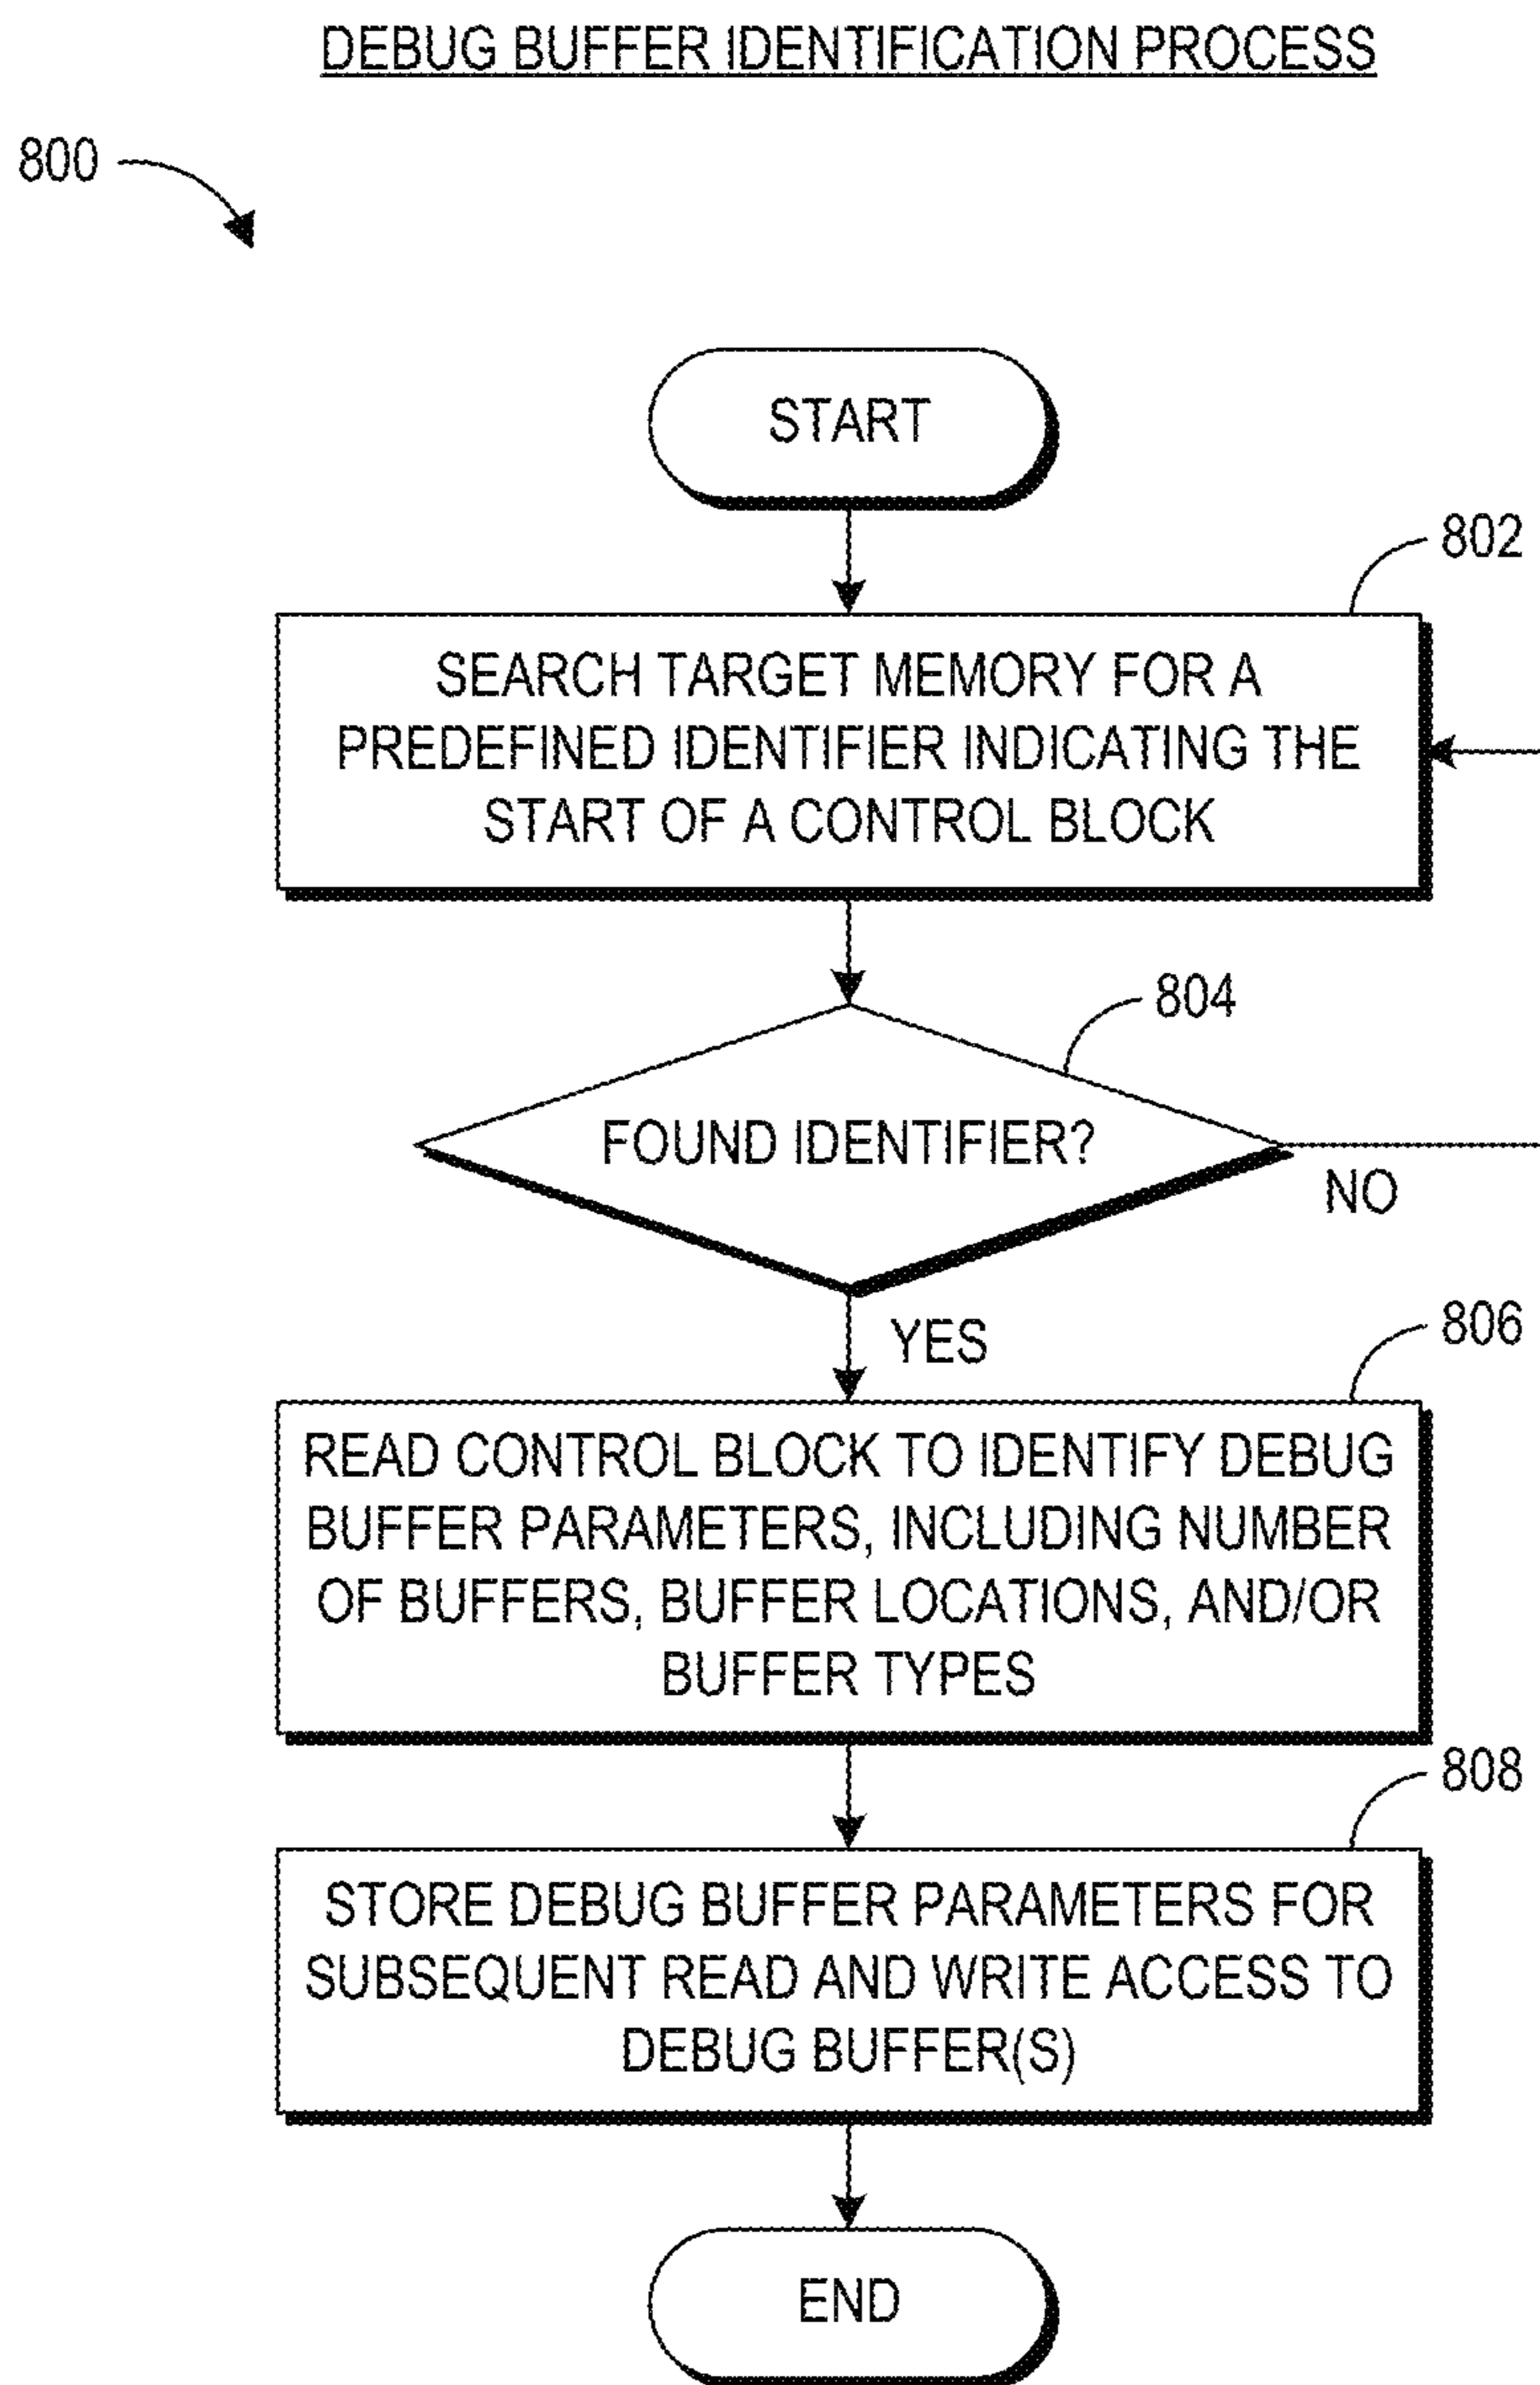 DEBUG BUFFER IDENTIFICATION PROCESS
800
START
802
SEARCH TARGET MEMORY FOR A
PREDEFINED IDENTIFIER INDICATING THE
START OF A CONTROL BLOCK
804
FOUND IDENTIFIER?
NO
YES
806
READ CONTROL BLOCK TO IDENTIFY DEBUG
BUFFER PARAMETERS, INCLUDING NUMBER
OF BUFFERS, BUFFER LOCATIONS, AND/OR
BUFFER TYPES
808
STORE DEBUG BUFFER PARAMETERS FOR
SUBSEQUENT READ AND WRITE ACCESS TO
DEBUG BUFFER(S)
END